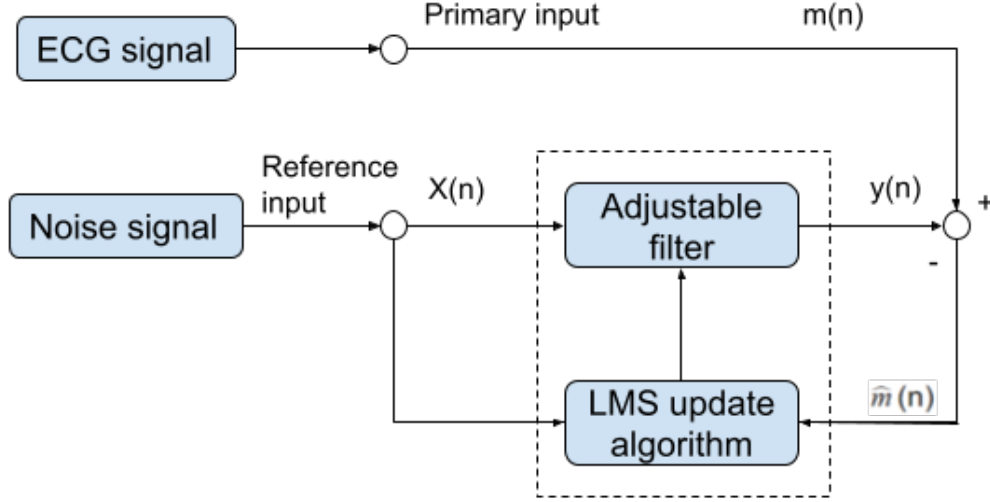 Primary input
m(n)
ECG signal
Reference
input
X(n)
Adjustable
filter
y(n)
+
Noise signal
-
LMS update
algorithm
m̂ (n)